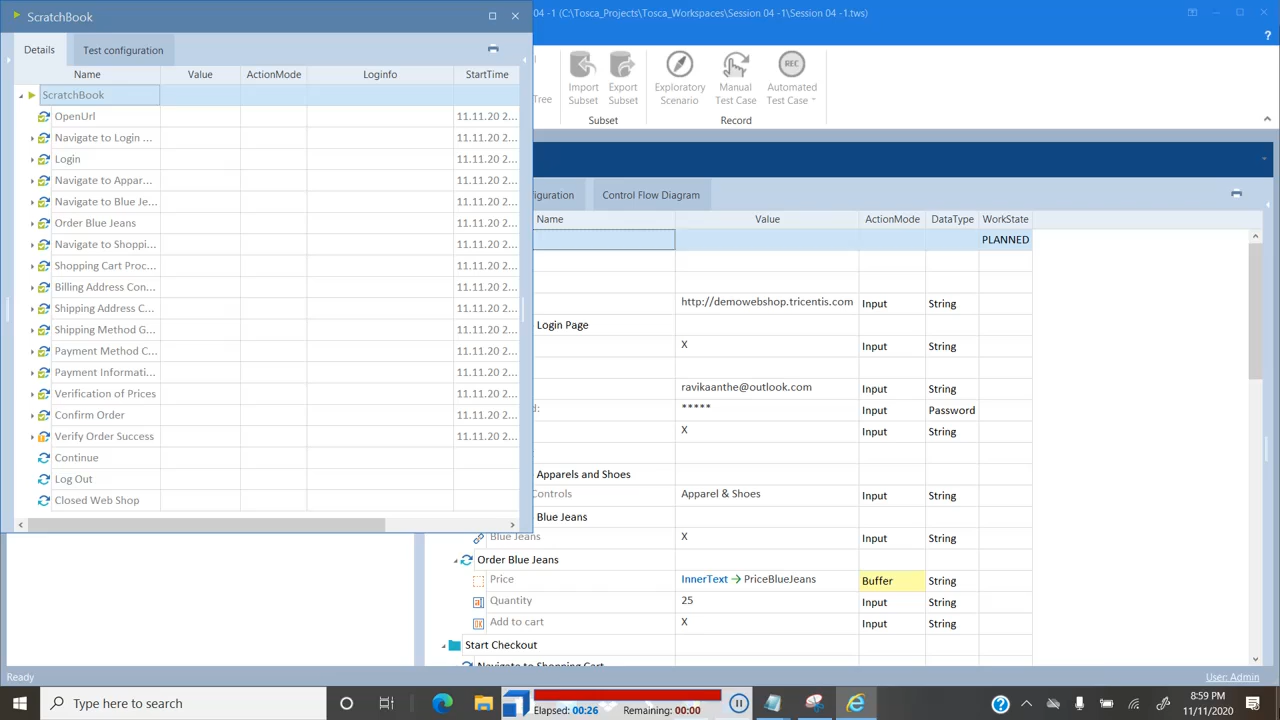 ScratchBook
04 -1 (C:\Tosca_Projects\Tosca_Workspaces\Session 04 -1\Session 04 -1.tws)
Details
Test configuration
Name Value ActionMode Loginfo StartTime
ScratchBook
OpenUrl 11.11.20 2...
Navigate to Login ... 11.11.20 2...
Login 11.11.20 2...
Navigate to Appar... 11.11.20 2...
Navigate to Blue Je... 11.11.20 2...
Order Blue Jeans 11.11.20 2...
Navigate to Shoppi... 11.11.20 2...
Shopping Cart Proc... 11.11.20 2...
Billing Address Con... 11.11.20 2...
Shipping Address C... 11.11.20 2...
Shipping Method G... 11.11.20 2...
Payment Method C... 11.11.20 2...
Payment Informati... 11.11.20 2...
Verification of Prices 11.11.20 2...
Confirm Order 11.11.20 2...
Verify Order Success 11.11.20 2...
Continue
Log Out
Closed Web Shop
Tree
Import Subset
Export Subset
Subset
Exploratory Scenario
REC
Manual Test Case
Automated Test Case
Record
iguration
Control Flow Diagram
Name Value ActionMode DataType WorkState
PLANNED
http://demowebshop.tricentis.com Input String
Login Page
X Input String
ravikaanthe@outlook.com Input String
d: ***** Input Password
X Input String
Apparels and Shoes
Controls Apparel & Shoes Input String
Blue Jeans
Blue Jeans X Input String
Order Blue Jeans
Price InnerText → PriceBlueJeans Buffer String
Quantity 25 Input String
Add to cart X Input String
Start Checkout
Navigate to Shopping Cart
Ready
User: Admin
Type here to search
Elapsed: 00:26 Remaining: 00:00
8:59 PM
11/11/2020